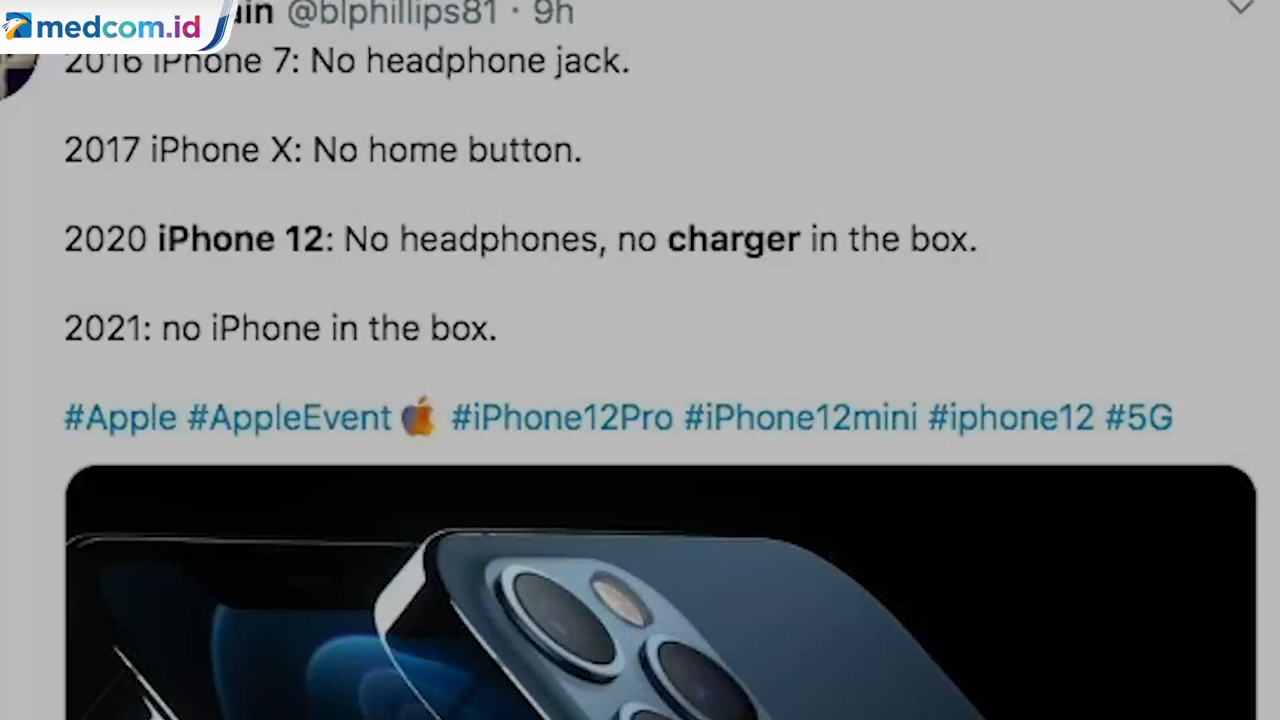 medcom.id
@blphillips81 · 9h
2016 iPhone 7: No headphone jack.
2017 iPhone X: No home button.
2020 iPhone 12: No headphones, no charger in the box.
2021: no iPhone in the box.
#Apple #AppleEvent #iPhone12Pro #iPhone12mini #iphone12 #5G